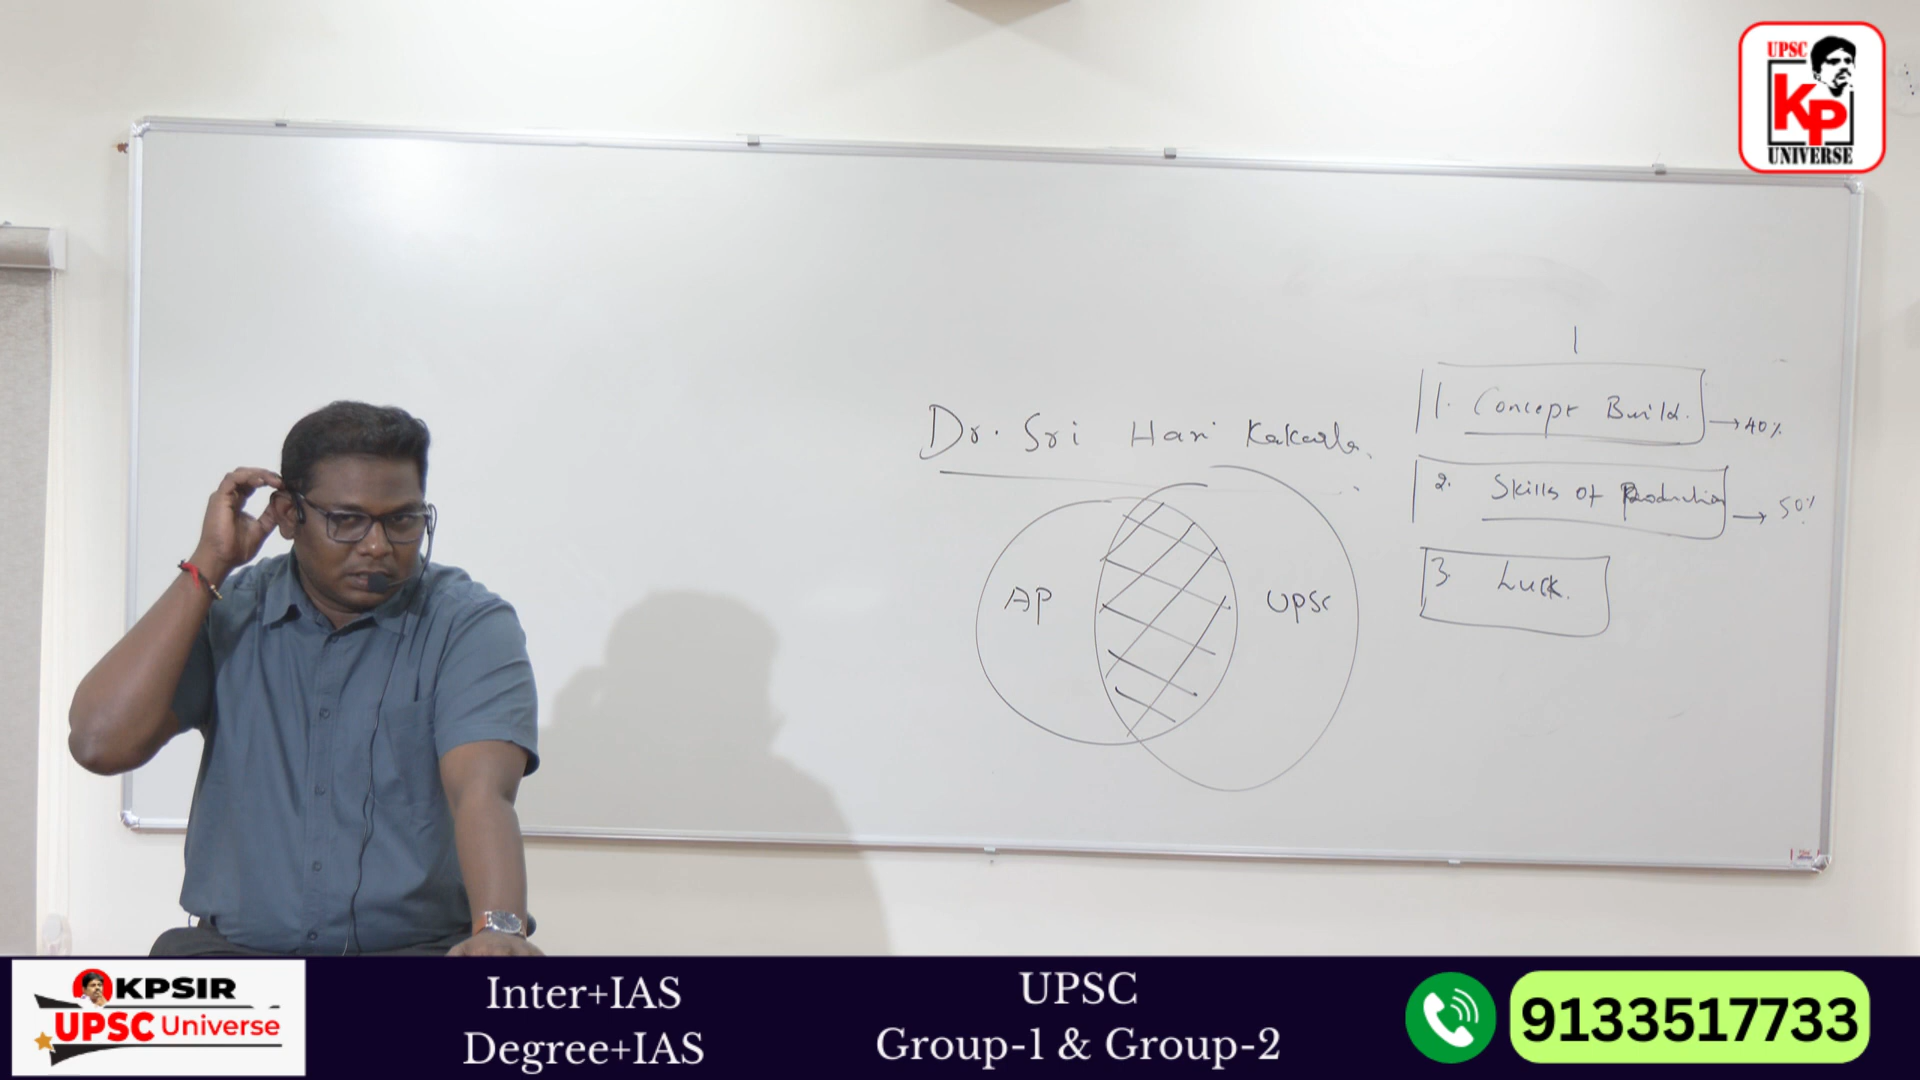 UPSC
KP
UNIVERSE
1
Dr. Sri Hari Kakarla.
1. Concept Build. → 40%
2. Skills of Production → 50%
3. Luck.
AP
UPSC
KPSIR
UPSC Universe
Inter+IAS
Degree+IAS
UPSC
Group-1 & Group-2
9133517733